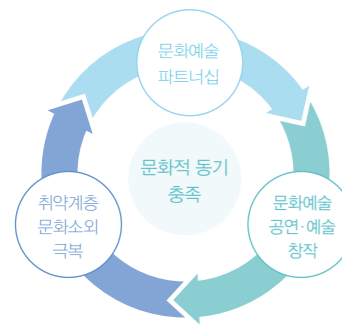 문화예술
파트너십
문화적 동기
충족
취약계층
문화소외
극복
문화예술
공연·예술
창작